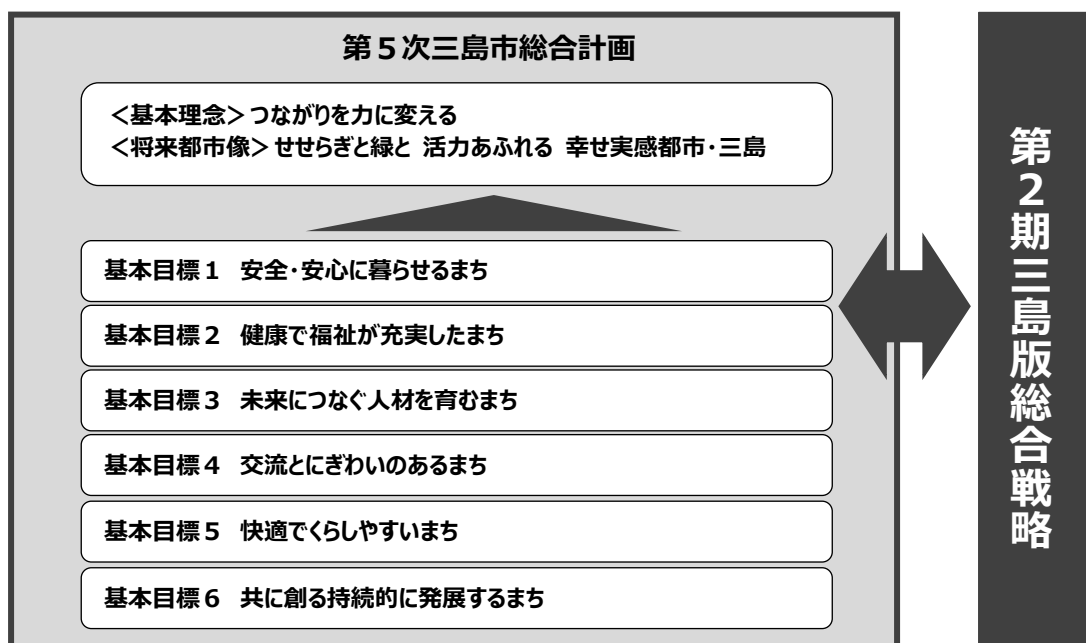 第５次三島市総合計画
＜基本理念＞つながりを力に変える
＜将来都市像＞せせらぎと緑と 活力あふれる 幸せ実感都市・三島
基本目標１ 安全・安心に暮らせるまち
基本目標２ 健康で福祉が充実したまち
基本目標３ 未来につなぐ人材を育むまち
基本目標４ 交流とにぎわいのあるまち
基本目標５ 快適でくらしやすいまち
基本目標６ 共に創る持続的に発展するまち
第２期三島版総合戦略